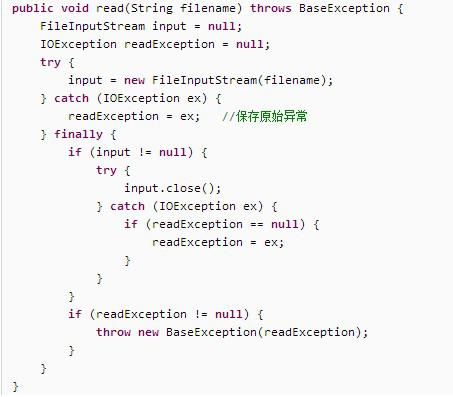 public void read(String filename) throws BaseException {
    FileInputStream input = null;
    IOException readException = null;
    try {
        input = new FileInputStream(filename);
    } catch (IOException ex) {
        readException = ex;   //保存原始异常
    } finally {
        if (input != null) {
            try {
                input.close();
            } catch (IOException ex) {
                if (readException == null) {
                    readException = ex;
                }
            }
        }
        if (readException != null) {
            throw new BaseException(readException);
        }
    }
}